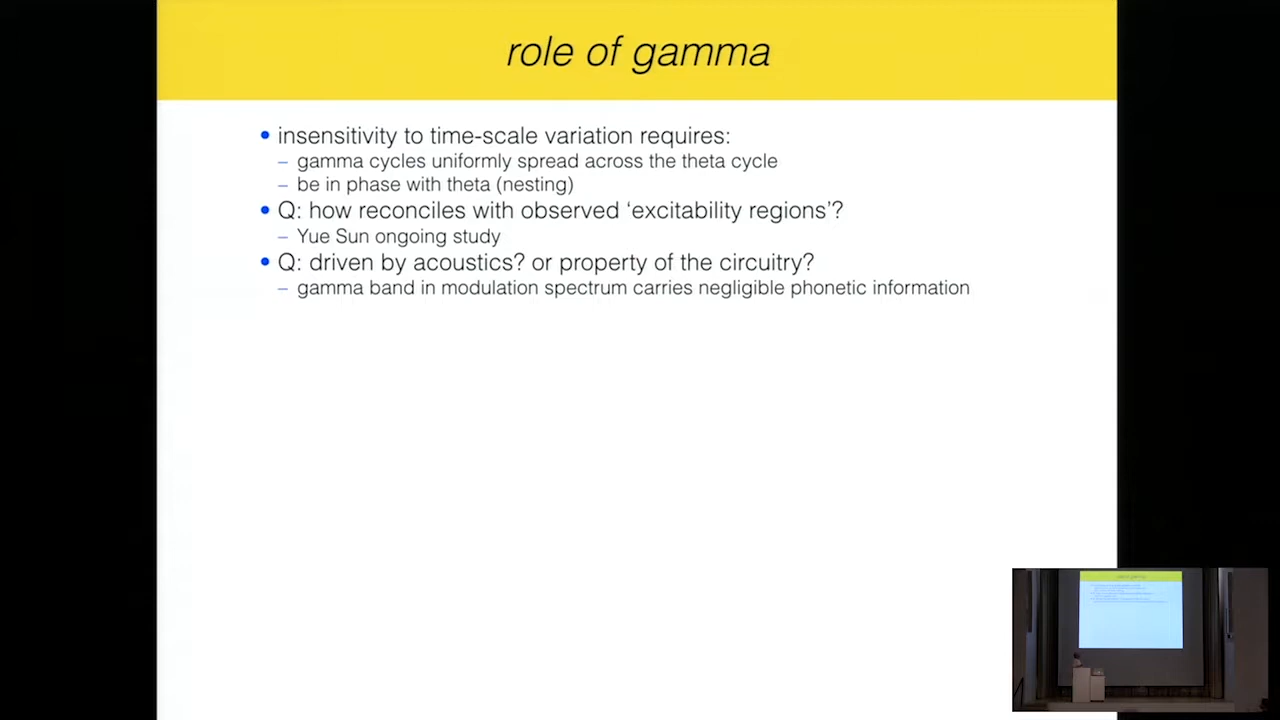 role of gamma
• insensitivity to time-scale variation requires:
– gamma cycles uniformly spread across the theta cycle
– be in phase with theta (nesting)
• Q: how reconciles with observed ‘excitability regions’?
– Yue Sun ongoing study
• Q: driven by acoustics? or property of the circuitry?
– gamma band in modulation spectrum carries negligible phonetic information